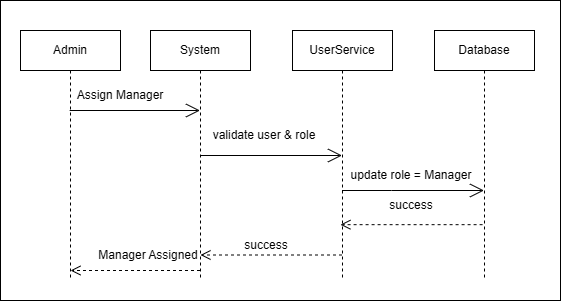 Admin
System
UserService
Database
Assign Manager
validate user & role
update role = Manager
success
success
Manager Assigned